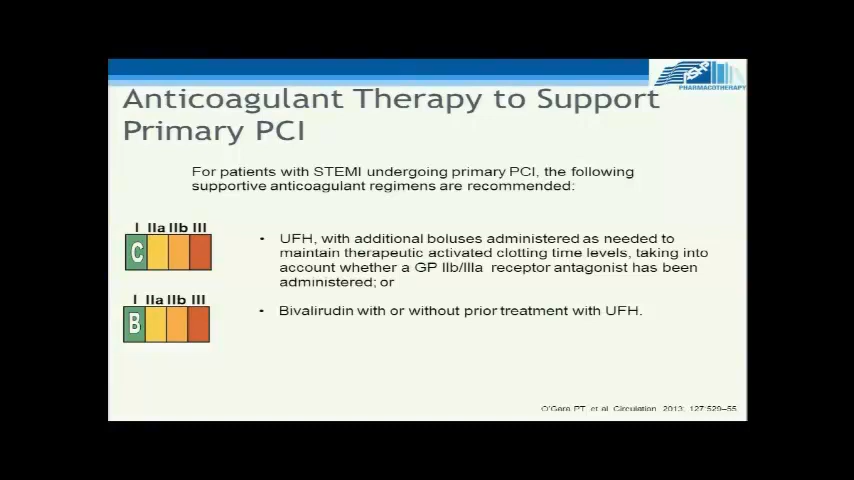 ASHP
PHARMACOTHERAPY
Anticoagulant Therapy to Support
Primary PCI
For patients with STEMI undergoing primary PCI, the following
supportive anticoagulant regimens are recommended:
I IIa IIb III
C
• UFH, with additional boluses administered as needed to
maintain therapeutic activated clotting time levels, taking into
account whether a GP IIb/IIIa receptor antagonist has been
administered; or
I IIa IIb III
B
• Bivalirudin with or without prior treatment with UFH.
O'Gara PT, et al. Circulation. 2013; 127:529–55.